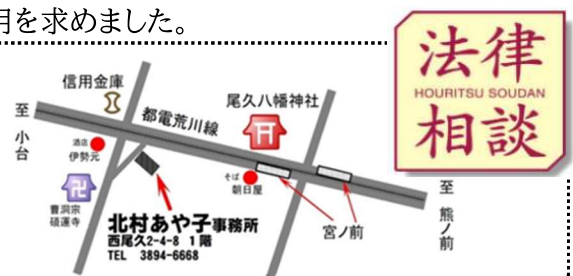 月を求めました。
法律
HOURITSU SOUDAN
相談
信用金庫
至 小台
都電荒川線
尾久八幡神社
酒店
伊勢元
そば
朝日屋
曹洞宗
碩運寺
北村あや子事務所
西尾久2-4-8 1階
TEL 3894-6668
宮ノ前
至 熊ノ前